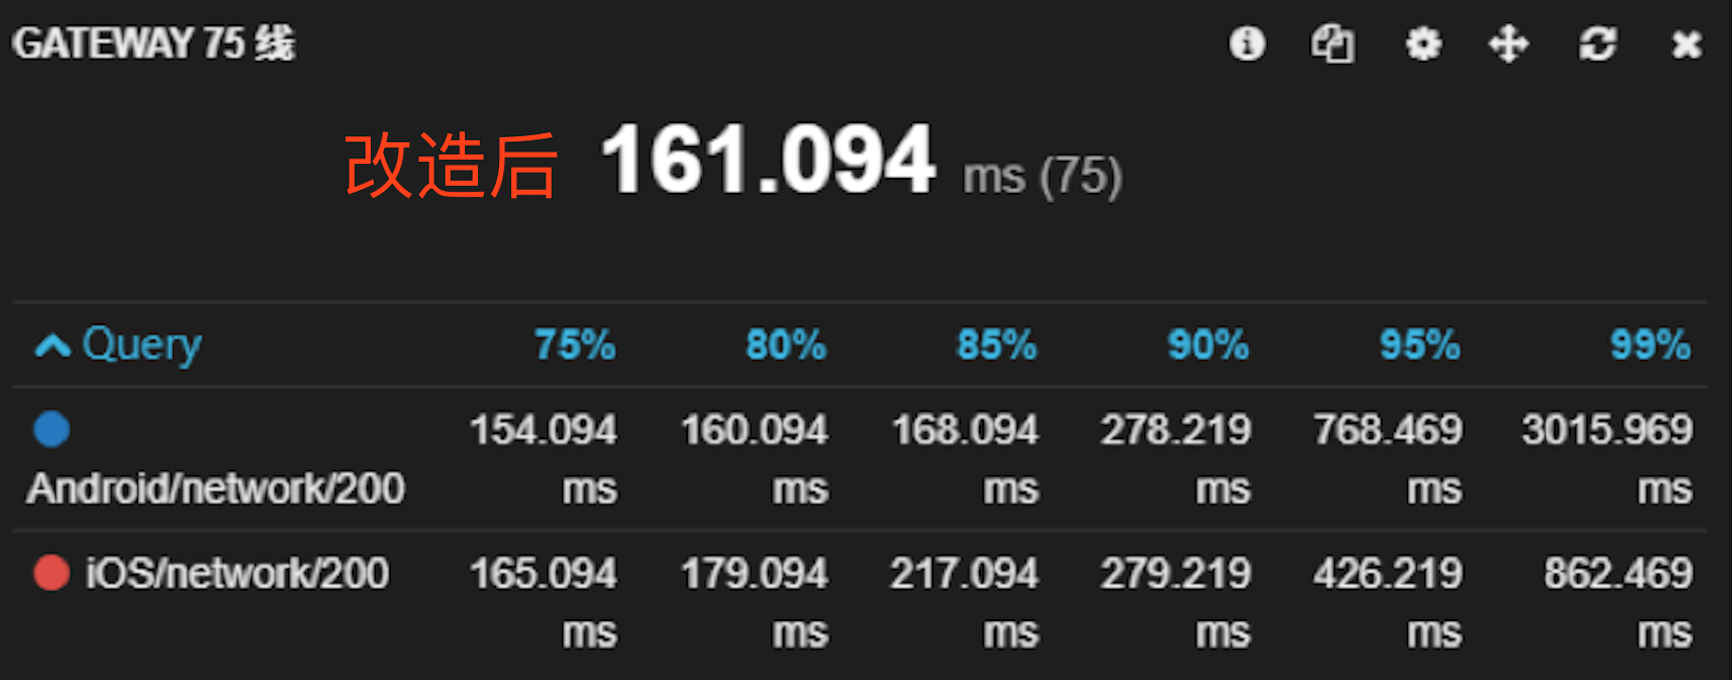 GATEWAY 75 线
改造后 161.094 ms (75)
Query 75% 80% 85% 90% 95% 99%
154.094 160.094 168.094 278.219 768.469 3015.969
Android/network/200 ms ms ms ms ms ms
iOS/network/200 165.094 179.094 217.094 279.219 426.219 862.469
ms ms ms ms ms ms